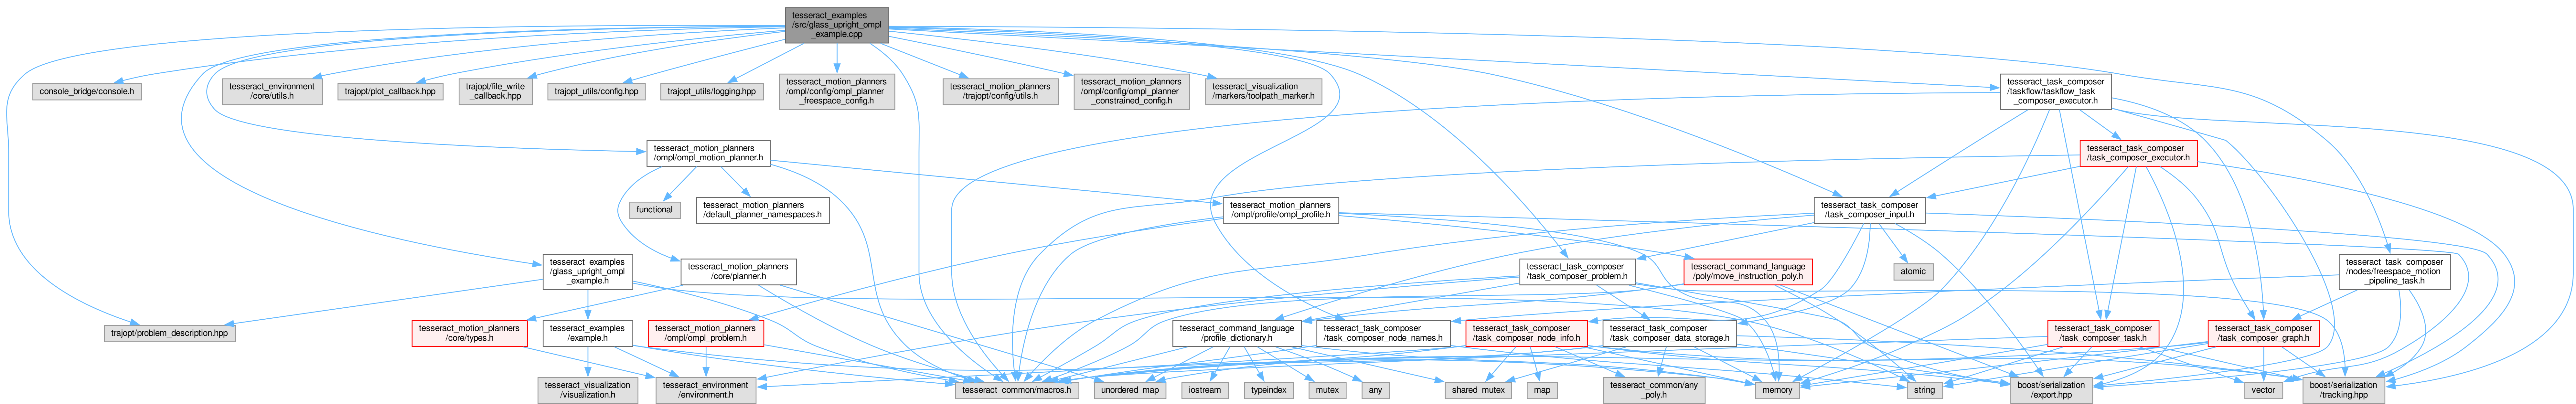 tesseract_examples
/src/glass_upright_ompl
_example.cpp
console_bridge/console.h
tesseract_environment
/core/utils.h
trajopt/plot_callback.hpp
trajopt/file_write
_callback.hpp
trajopt_utils/config.hpp
trajopt_utils/logging.hpp
tesseract_motion_planners
/ompl/config/ompl_planner
_freespace_config.h
tesseract_motion_planners
/trajopt/config/utils.h
tesseract_motion_planners
/ompl/config/ompl_planner
_constrained_config.h
tesseract_visualization
/markers/toolpath_marker.h
tesseract_task_composer
/taskflow/taskflow_task
_composer_executor.h
tesseract_motion_planners
/ompl/ompl_motion_planner.h
tesseract_task_composer
/task_composer_executor.h
functional
tesseract_motion_planners
/default_planner_namespaces.h
tesseract_motion_planners
/ompl/profile/ompl_profile.h
tesseract_task_composer
/task_composer_input.h
tesseract_examples
/glass_upright_ompl
_example.h
tesseract_motion_planners
/core/planner.h
tesseract_task_composer
/task_composer_problem.h
tesseract_command_language
/poly/move_instruction_poly.h
atomic
tesseract_task_composer
/nodes/freespace_motion
_pipeline_task.h
trajopt/problem_description.hpp
tesseract_motion_planners
/core/types.h
tesseract_examples
/example.h
tesseract_motion_planners
/ompl/ompl_problem.h
tesseract_command_language
/profile_dictionary.h
tesseract_task_composer
/task_composer_node_names.h
tesseract_task_composer
/task_composer_node_info.h
tesseract_task_composer
/task_composer_data_storage.h
tesseract_task_composer
/task_composer_task.h
tesseract_task_composer
/task_composer_graph.h
tesseract_visualization
/visualization.h
tesseract_environment
/environment.h
tesseract_common/macros.h
unordered_map
iostream
typeindex
mutex
any
shared_mutex
map
tesseract_common/any
_poly.h
memory
string
boost/serialization
/export.hpp
vector
boost/serialization
/tracking.hpp